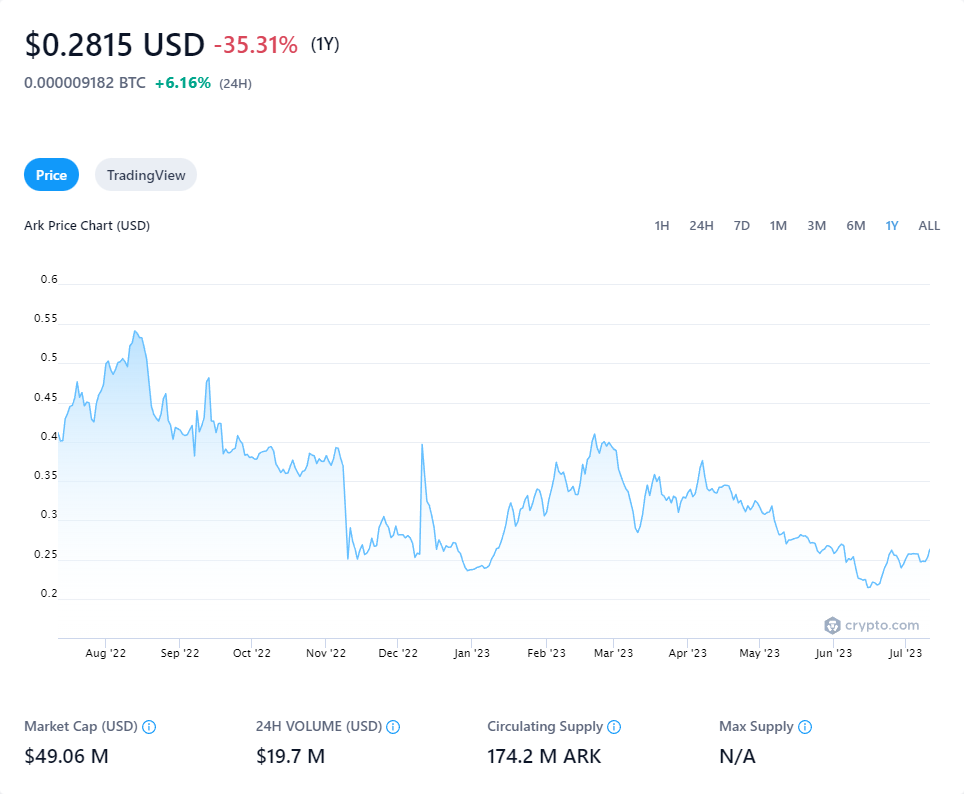 $0.2815 USD -35.31% (1Y)
0.000009182 BTC +6.16% (24H)
Price TradingView
Ark Price Chart (USD) 1H 24H 7D 1M 3M 6M 1Y ALL
0.6
0.55
0.5
0.45
0.4
0.35
0.3
0.25
0.2
crypto.com
Aug '22 Sep '22 Oct '22 Nov '22 Dec '22 Jan '23 Feb '23 Mar '23 Apr '23 May '23 Jun '23 Jul '23
Market Cap (USD) 24H VOLUME (USD) Circulating Supply Max Supply
$49.06 M $19.7 M 174.2 M ARK N/A